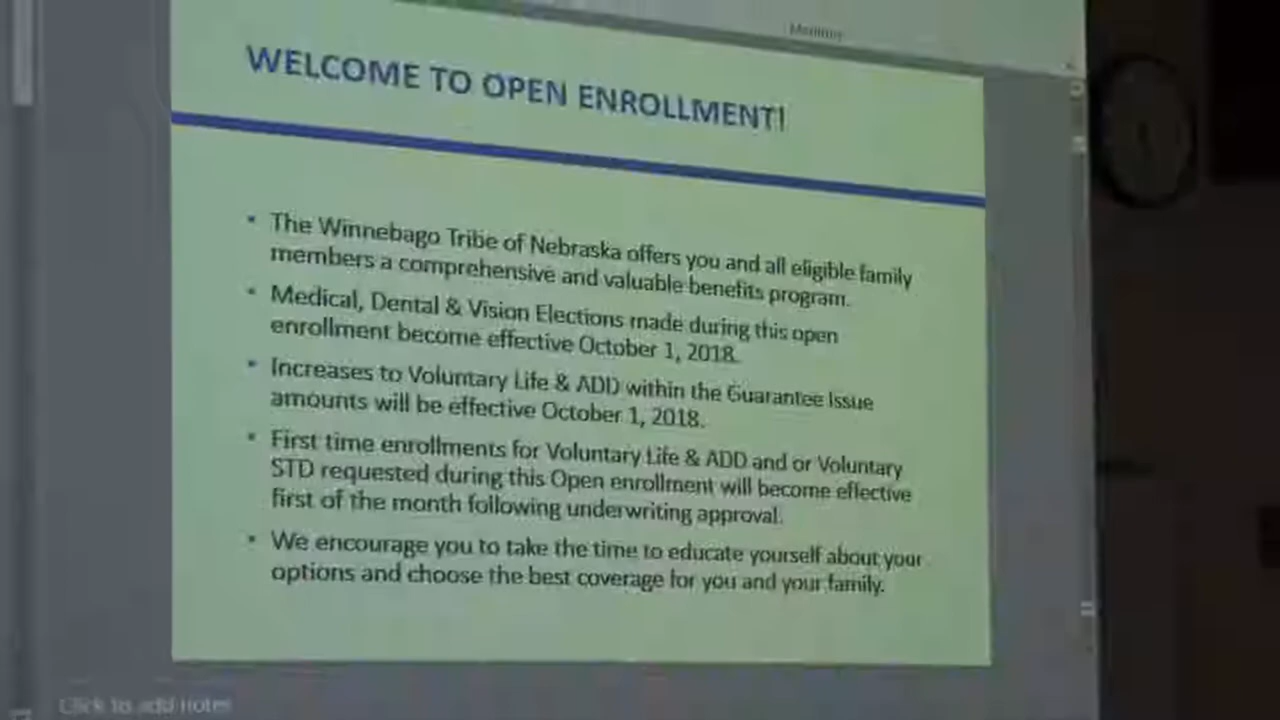 Monitor
WELCOME TO OPEN ENROLLMENT!
• The Winnebago Tribe of Nebraska offers you and all eligible family
members a comprehensive and valuable benefits program.
• Medical, Dental & Vision Elections made during this open
enrollment become effective October 1, 2018.
• Increases to Voluntary Life & ADD within the Guarantee Issue
amounts will be effective October 1, 2018.
• First time enrollments for Voluntary Life & ADD and or Voluntary
STD requested during this Open enrollment will become effective
first of the month following underwriting approval.
• We encourage you to take the time to educate yourself about your
options and choose the best coverage for you and your family.
Click to add notes